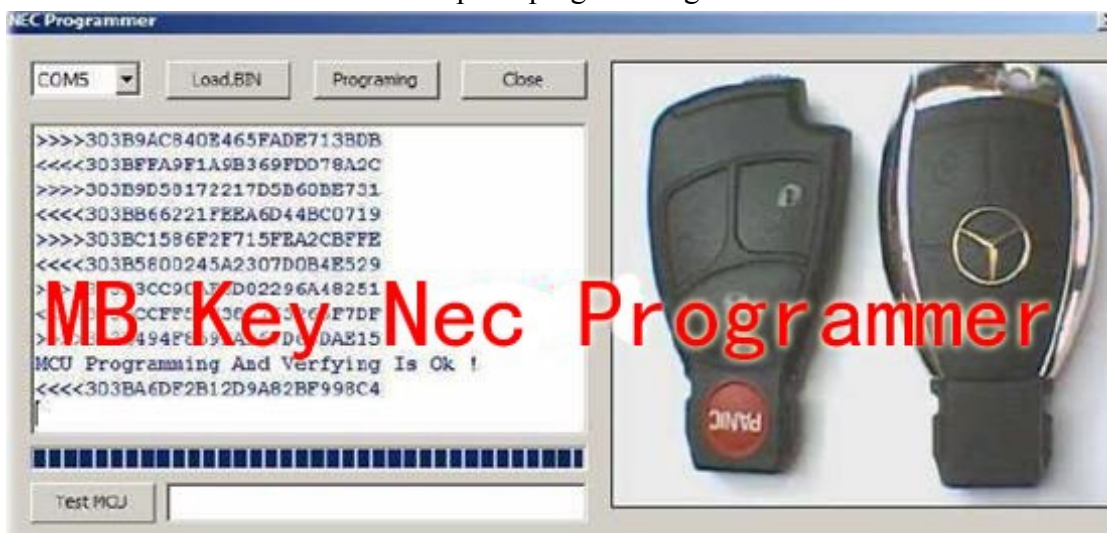 NEC Programmer
COM5
Load.BIN
Programing
Close
>>>>303B9AC840E465FADE713BDB
<<<<303BFFA9F1A9B369FDD78A2C
>>>>303B9D58172217D5B60BE731
<<<<303BB66221FEEA6D44BC0719
>>>>303BC1586F2F715FEA2CBFFE
<<<<303B5800245A2307D0B4E529
MB Key Nec Programmer
MCU Programming And Verfying Is Ok !
<<<<303BA6DF2B12D9A82BF998C4
Test MCU
PANIC